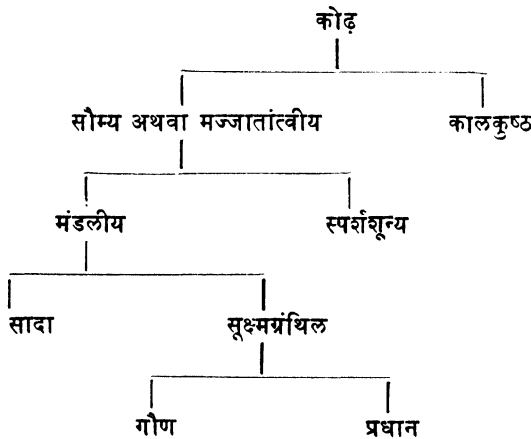 कोढ़
सौम्य अथवा मज्जातांत्वीय कालकुष्ठ
मंडलीय स्पर्शशून्य
सादा सूक्ष्मग्रंथिल
गौण प्रधान